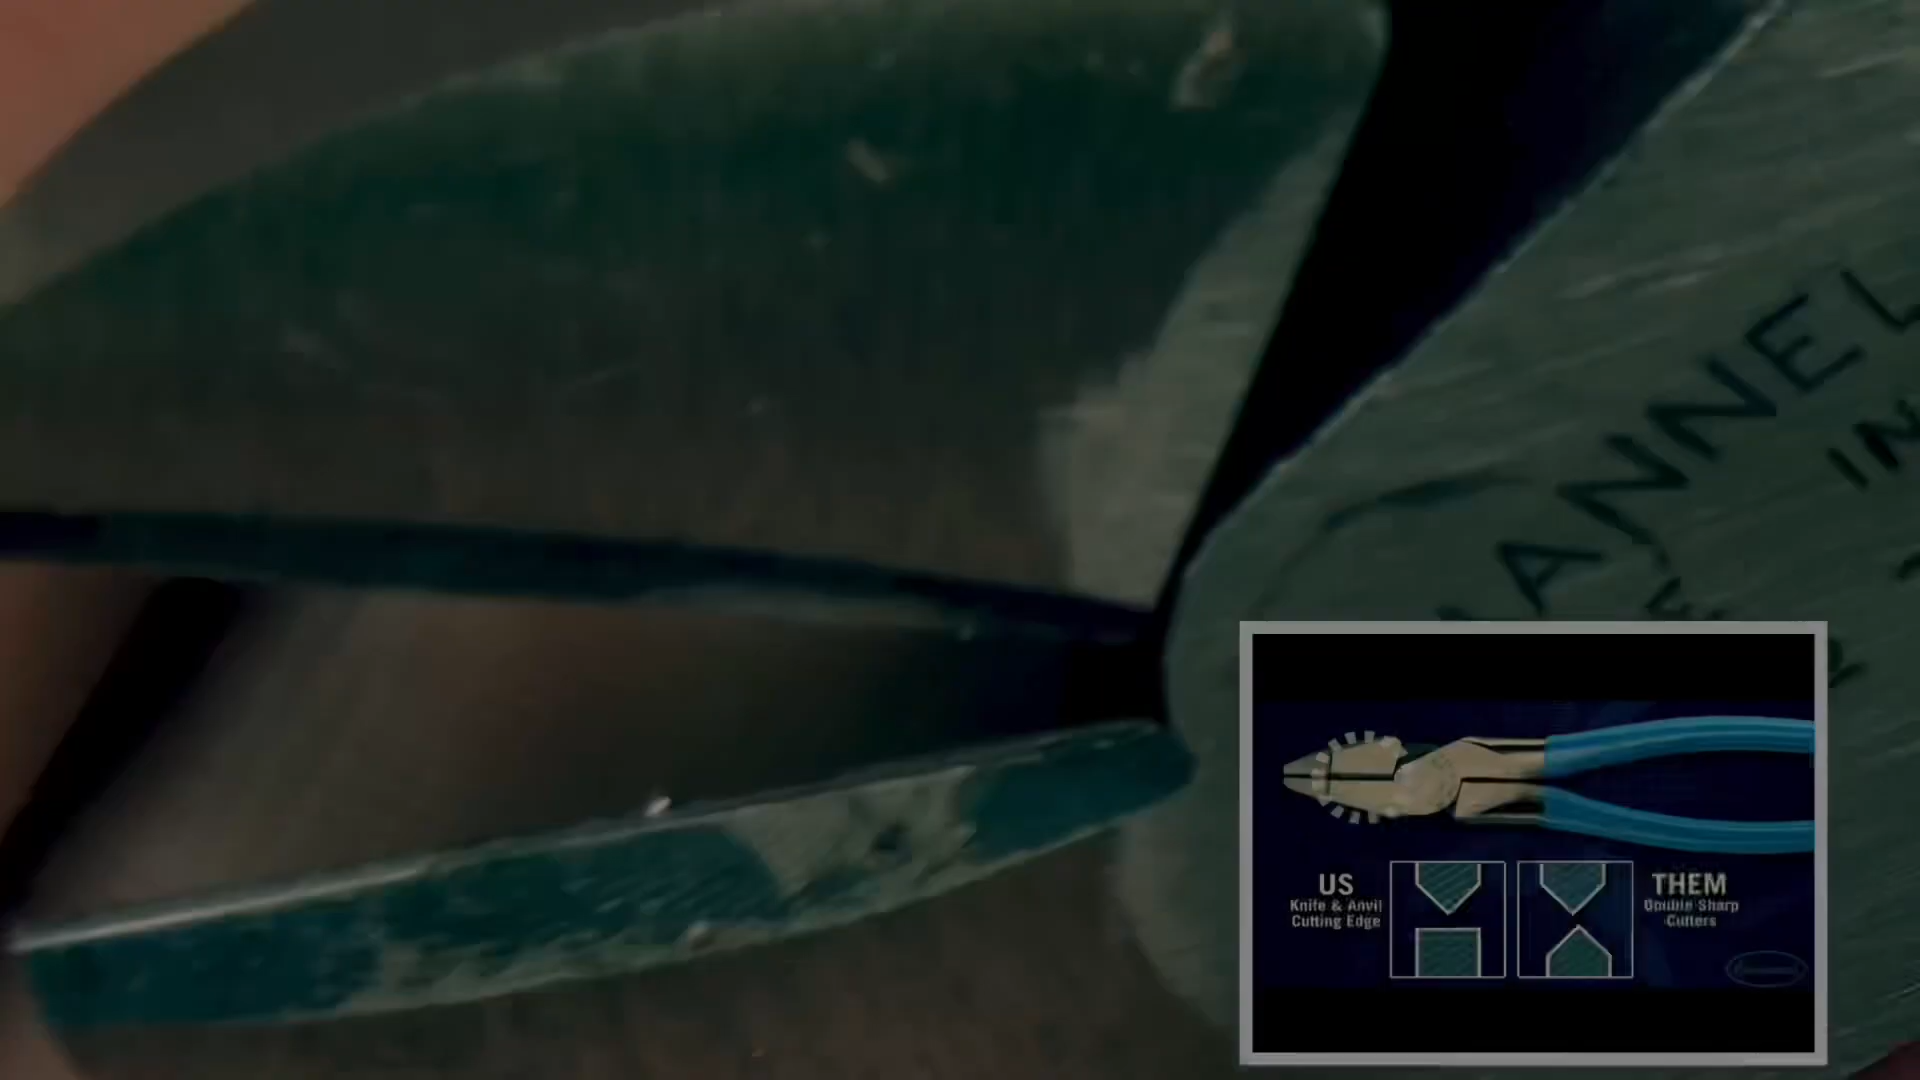 ANNEL
IN
US
Knife & Anvil
Cutting Edge
THEM
Double Sharp
Cutters